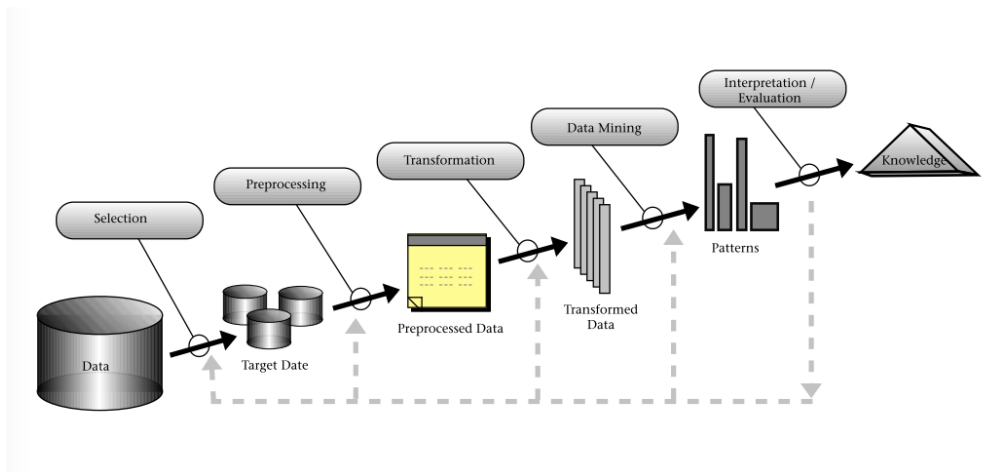 Interpretation /
Evaluation
Data Mining
Transformation
Knowledge
Preprocessing
Selection
Patterns
Transformed
Data
Preprocessed Data
Target Date
Data